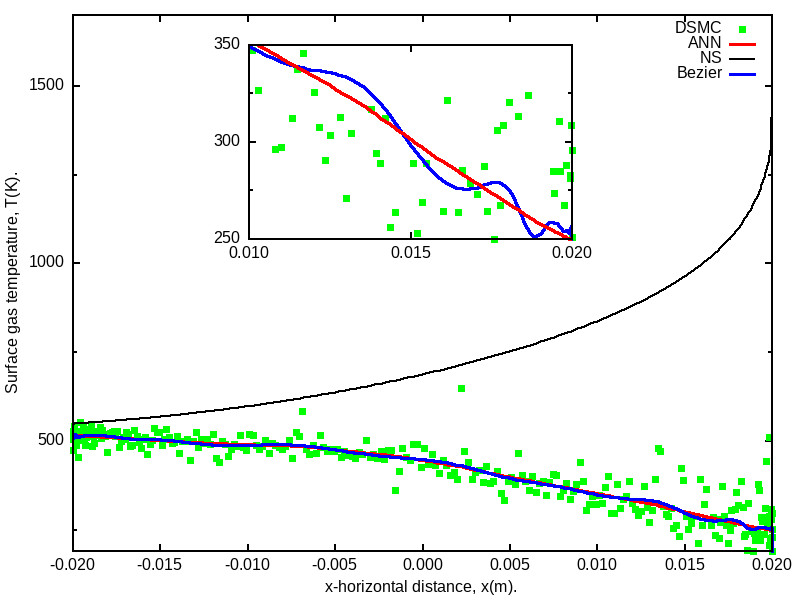 DSMC
ANN
NS
Bezier
350
300
250
0.010 0.015 0.020
1500
1000
500
Surface gas temperature, T(K).
-0.020 -0.015 -0.010 -0.005 0.000 0.005 0.010 0.015 0.020
x-horizontal distance, x(m).